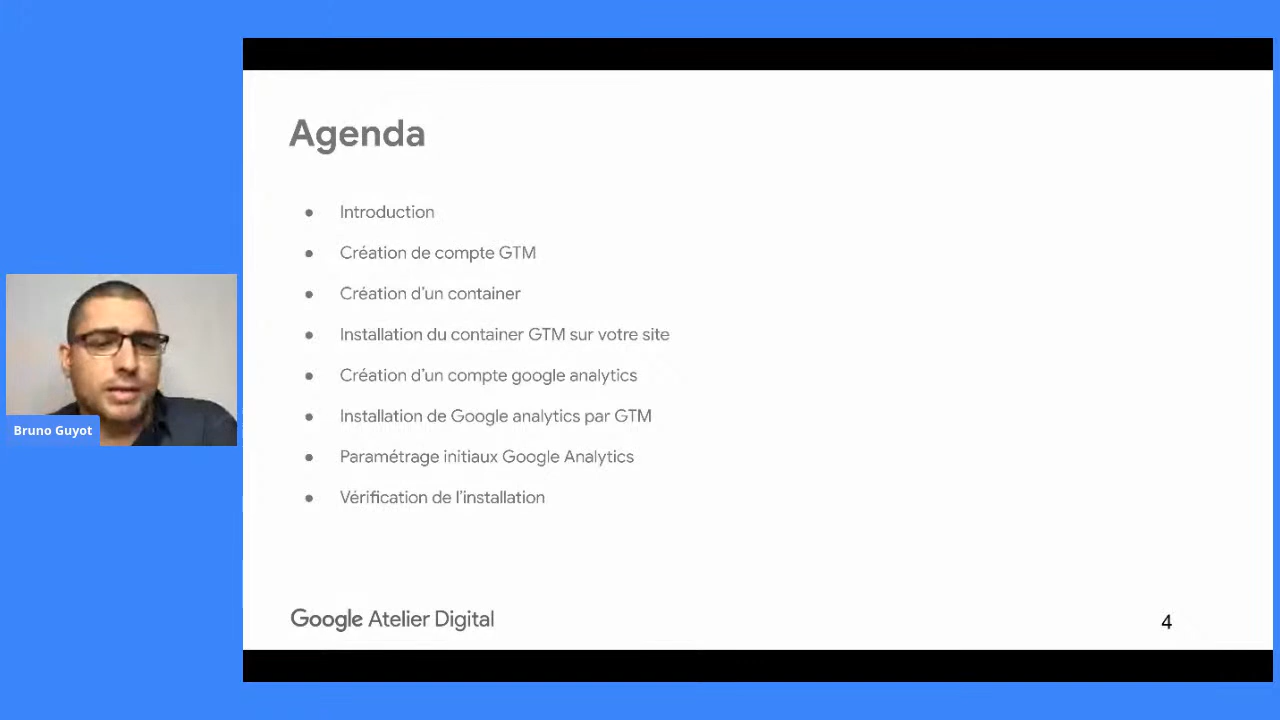 Agenda
● Introduction
● Création de compte GTM
● Création d'un container
● Installation du container GTM sur votre site
● Création d'un compte google analytics
● Installation de Google analytics par GTM
● Paramétrage initiaux Google Analytics
● Vérification de l'installation
Bruno Guyot
Google Atelier Digital
4